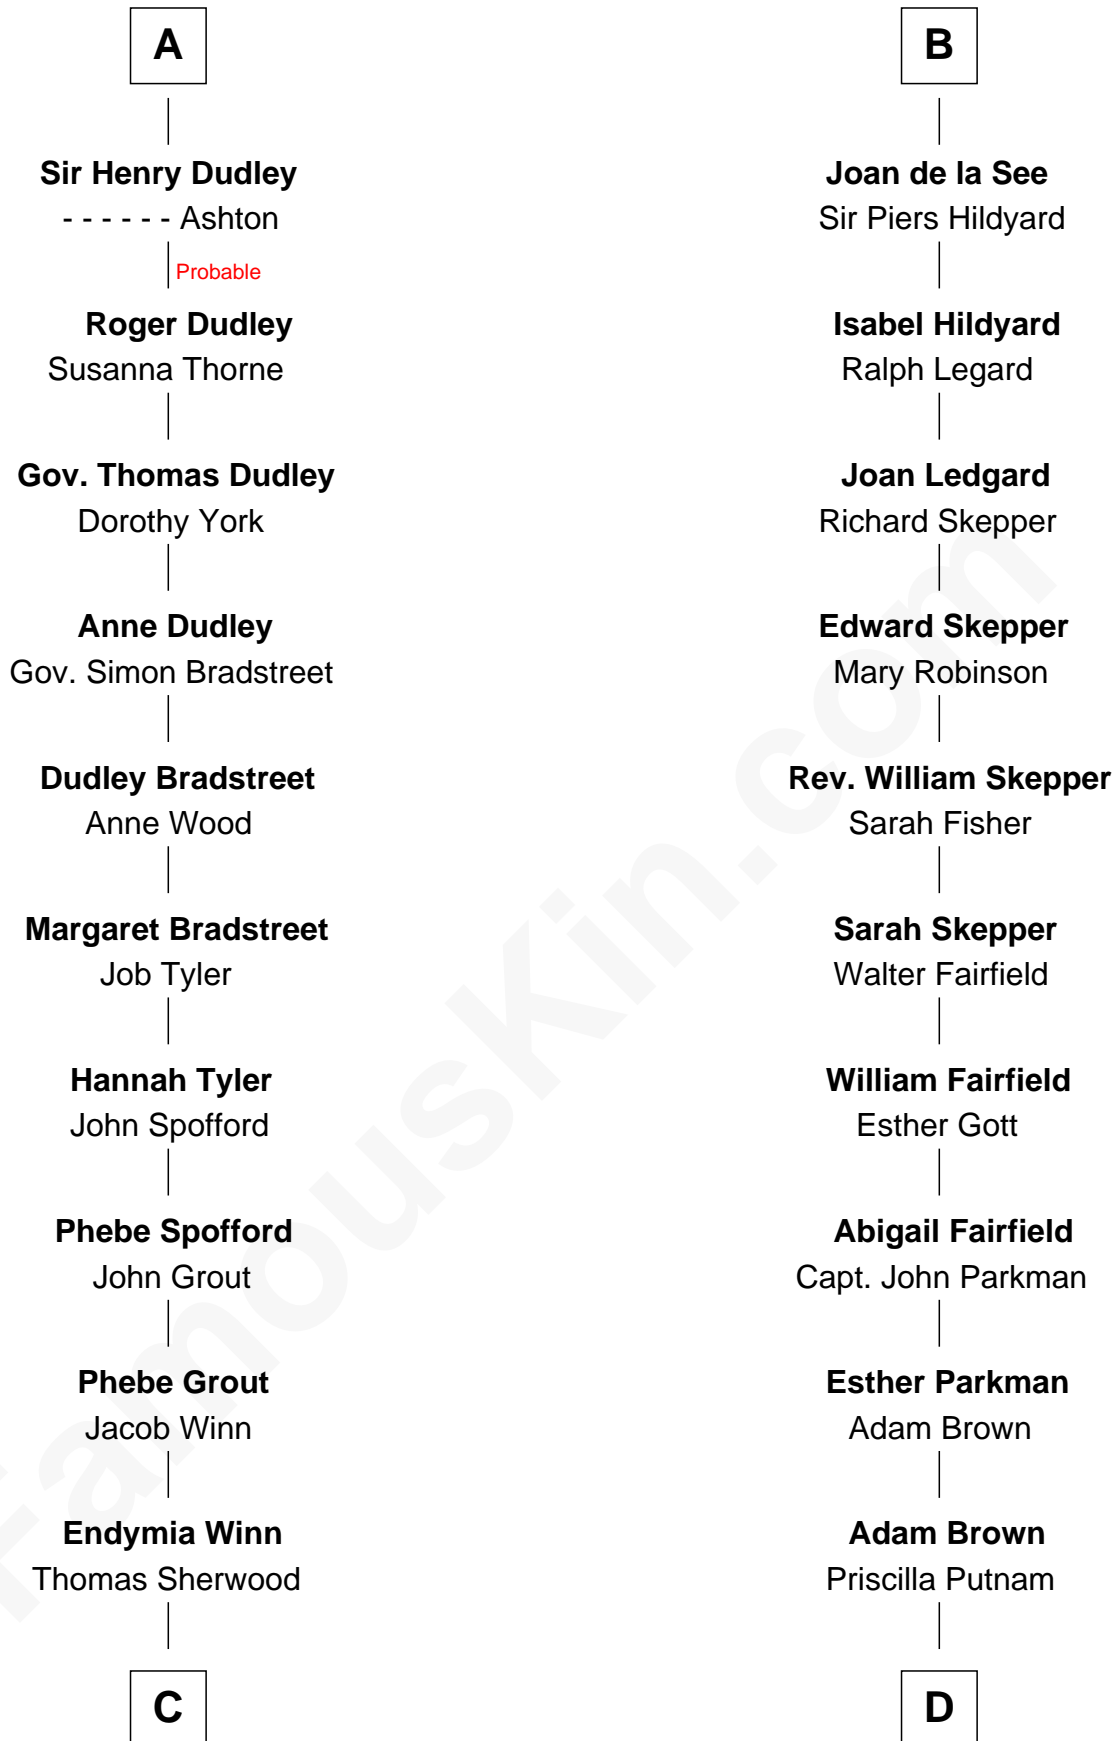 A
Sir Henry Dudley
- - - - - - Ashton
Probable
Roger Dudley
Susanna Thorne
Gov. Thomas Dudley
Dorothy York
Anne Dudley
Gov. Simon Bradstreet
Dudley Bradstreet
Anne Wood
Margaret Bradstreet
Job Tyler
Hannah Tyler
John Spofford
Phebe Spofford
John Grout
Phebe Grout
Jacob Winn
Endymia Winn
Thomas Sherwood
C
B
Joan de la See
Sir Piers Hildyard
Isabel Hildyard
Ralph Legard
Joan Ledgard
Richard Skepper
Edward Skepper
Mary Robinson
Rev. William Skepper
Sarah Fisher
Sarah Skepper
Walter Fairfield
William Fairfield
Esther Gott
Abigail Fairfield
Capt. John Parkman
Esther Parkman
Adam Brown
Adam Brown
Priscilla Putnam
D
FamousKin.com